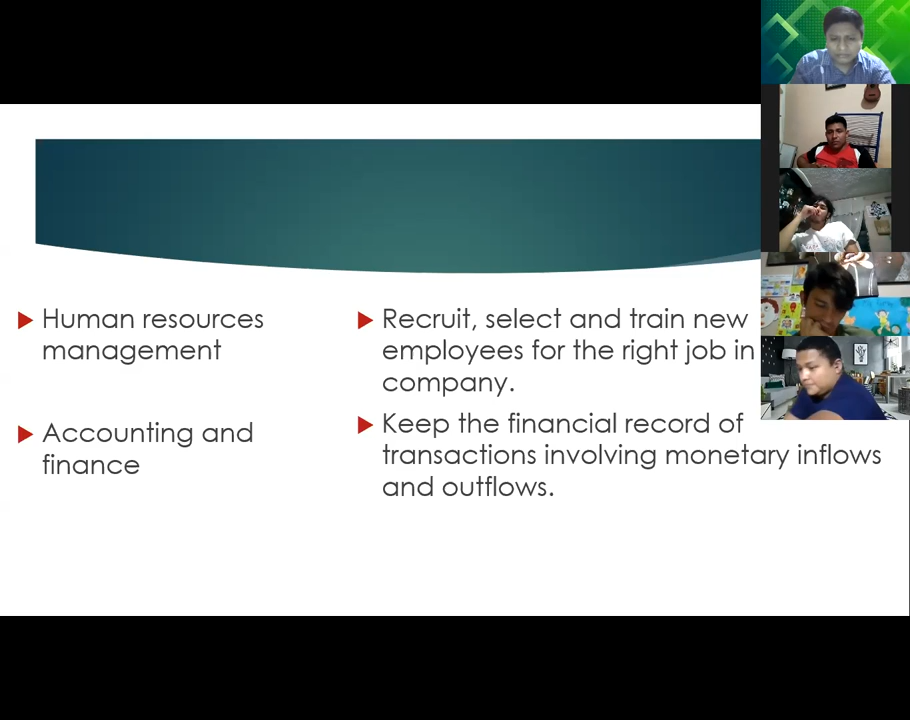 Human resources
management
Recruit, select and train new
employees for the right job in
company.
Accounting and
finance
Keep the financial record of
transactions involving monetary inflows
and outflows.